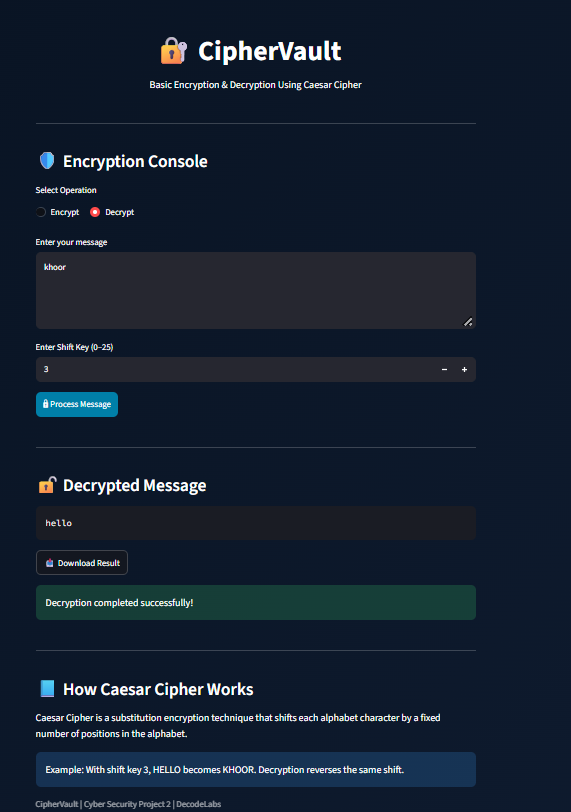 CipherVault
Basic Encryption & Decryption Using Caesar Cipher
Encryption Console
Select Operation
Encrypt Decrypt
Enter your message
khoor
Enter Shift Key (0–25)
3 − +
Process Message
Decrypted Message
hello
Download Result
Decryption completed successfully!
How Caesar Cipher Works
Caesar Cipher is a substitution encryption technique that shifts each alphabet character by a fixed
number of positions in the alphabet.
Example: With shift key 3, HELLO becomes KHOOR. Decryption reverses the same shift.
CipherVault | Cyber Security Project 2 | DecodeLabs